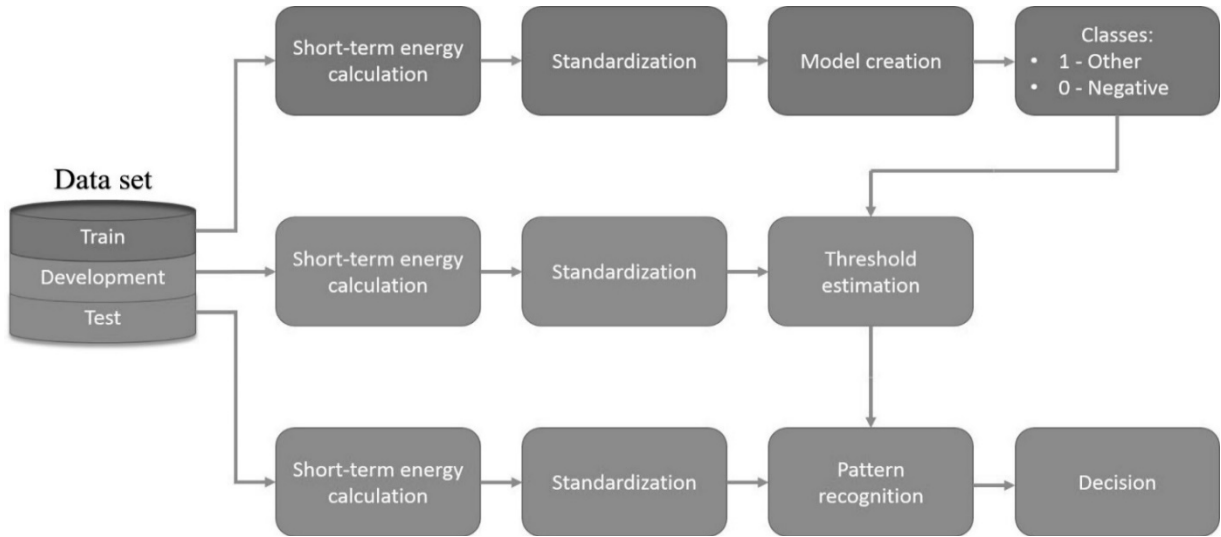 Data set
Train
Development
Test
Short-term energy
calculation
Standardization
Model creation
Classes:
• 1 - Other
• 0 - Negative
Short-term energy
calculation
Standardization
Threshold
estimation
Short-term energy
calculation
Standardization
Pattern
recognition
Decision